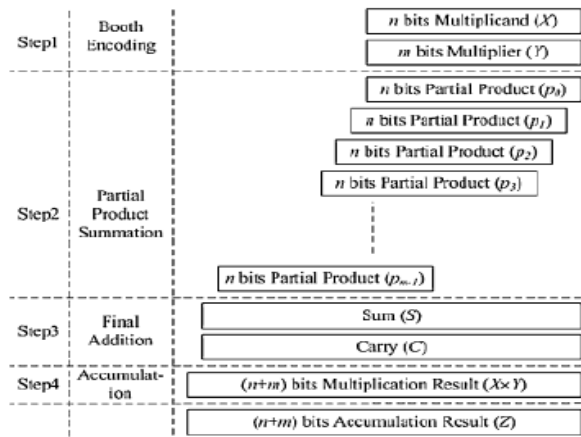 Step1
Booth
Encoding
n bits Multiplicand (X)
m bits Multiplier (Y)
Step2
Partial
Product
Summation
n bits Partial Product (p0)
n bits Partial Product (p1)
n bits Partial Product (p2)
n bits Partial Product (p3)
n bits Partial Product (pm-1)
Step3
Final
Addition
Sum (S)
Carry (C)
Step4
Accumulat-
ion
(n+m) bits Multiplication Result (X×Y)
(n+m) bits Accumulation Result (Z)